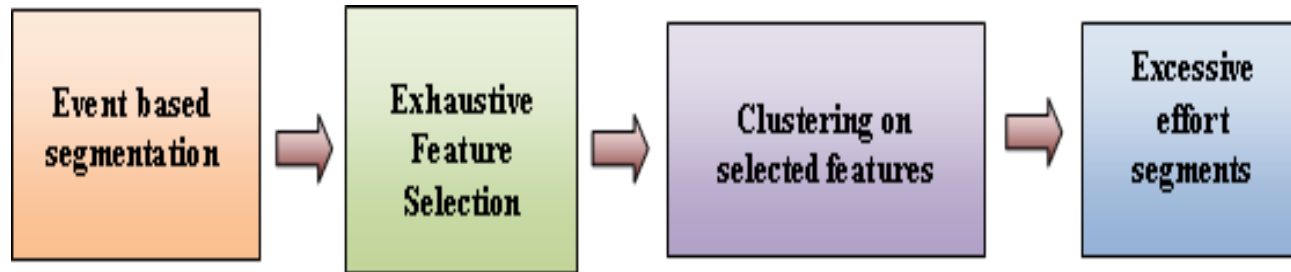 Event based
segmentation
Exhaustive
Feature
Selection
Clustering on
selected features
Excessive
effort
segments